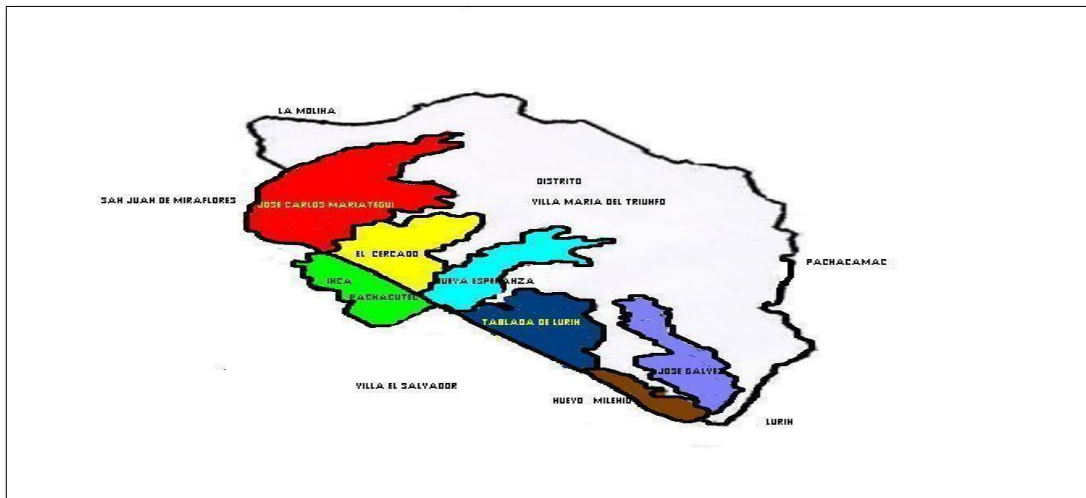 LA MOLINA
DISTRITO
VILLA MARIA DEL TRIUNFO
SAN JUAN DE MIRAFLORES
JOSE CARLOS MARIATEGUI
EL CERCADO
PACHACAMAC
INCA
PACHACUTEC
NUEVA ESPERANZA
TABLADA DE LURIN
JOSE GALVEZ
VILLA EL SALVADOR
NUEVO MILENIO
LURIN